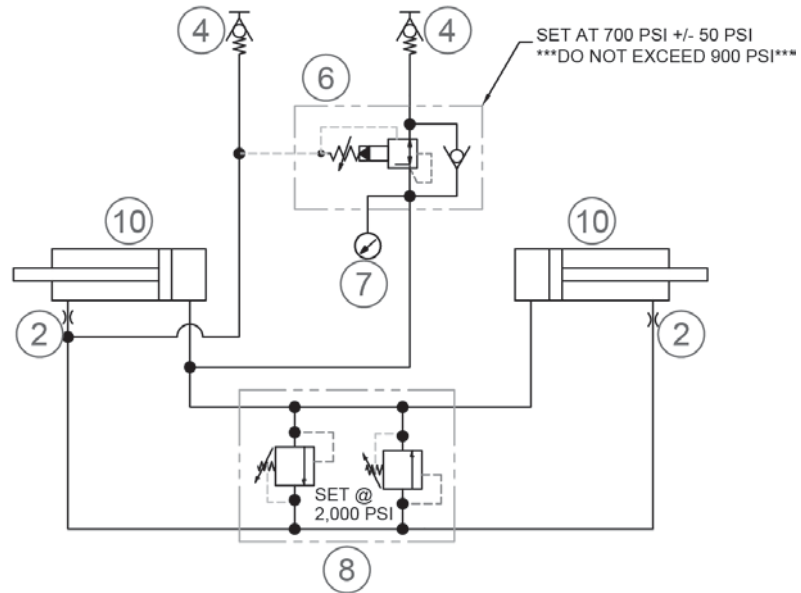 4
4
SET AT 700 PSI +/- 50 PSI
***DO NOT EXCEED 900 PSI***
6
10
10
7
2
2
SET @
2,000 PSI
8